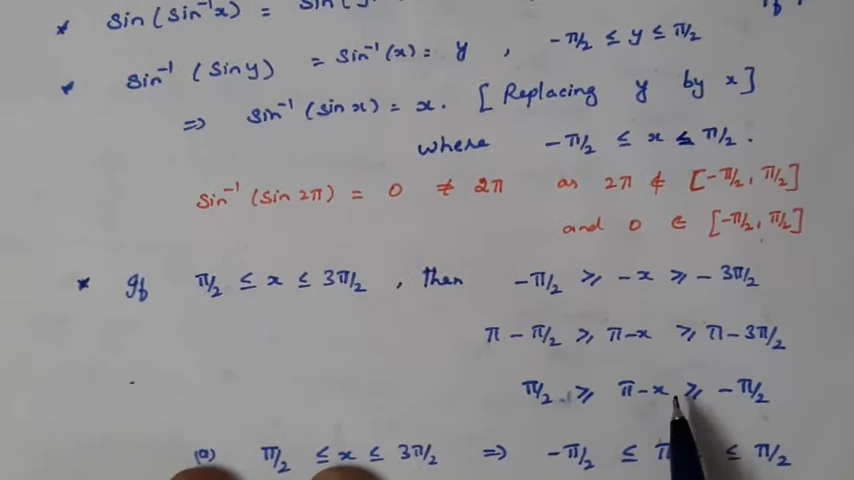 * Sin (Sin⁻¹x) = Sin (
* Sin⁻¹ (Sin y) = Sin⁻¹ (x) = y , -π/2 ≤ y ≤ π/2
⇒ Sin⁻¹ (Sin x) = x . [ Replacing y by x ]
where -π/2 ≤ x ≤ π/2 .
Sin⁻¹ (Sin 2π) = 0 ≠ 2π as 2π ∉ [-π/2, π/2]
and 0 ∈ [-π/2, π/2]
* If π/2 ≤ x ≤ 3π/2 , then -π/2 ≥ -x ≥ -3π/2
π - π/2 ≥ π-x ≥ π-3π/2
π/2 ≥ π-x ≥ -π/2
(a) π/2 ≤ x ≤ 3π/2 ⇒ -π/2 ≤ π ≤ π/2